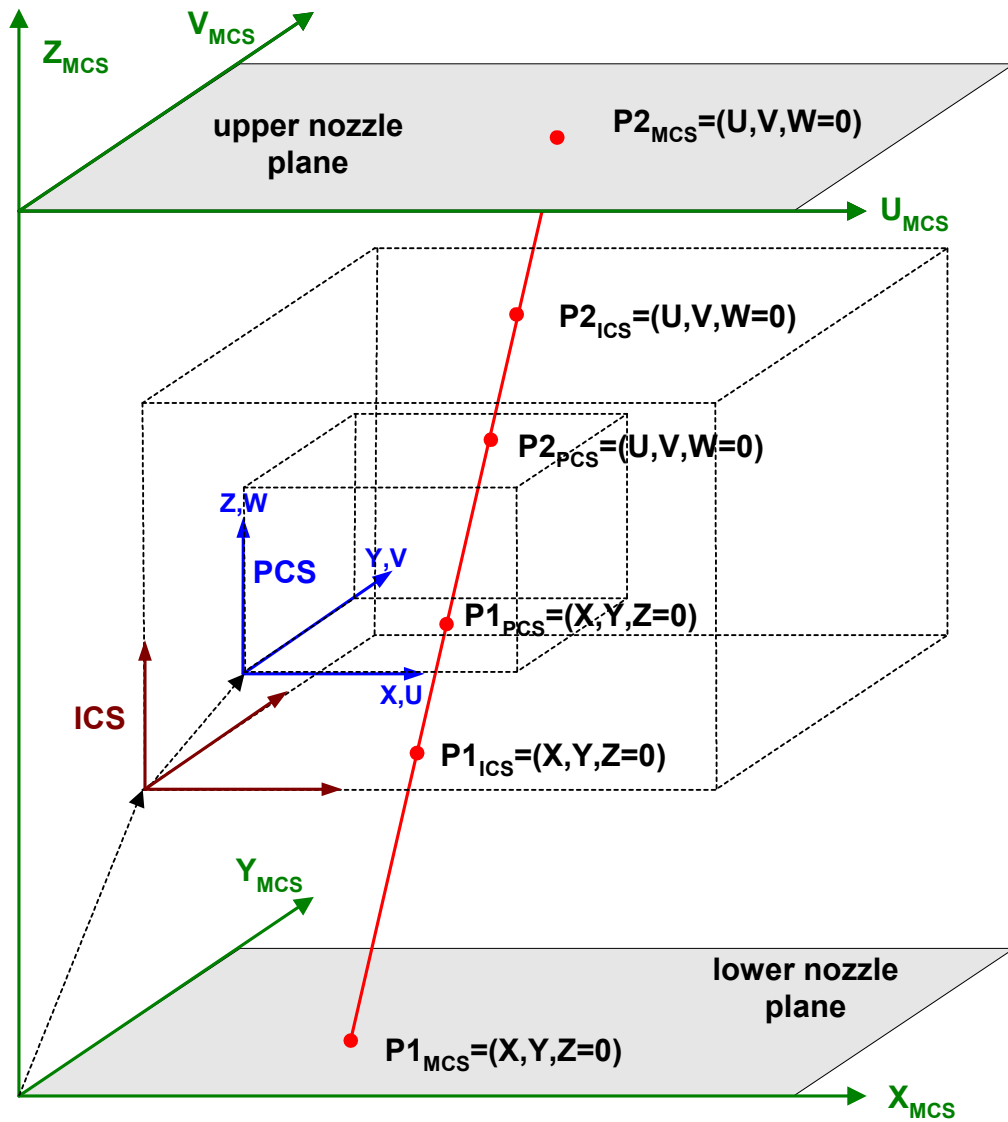 V_MCS
Z_MCS
upper nozzle
plane
P2_MCS=(U,V,W=0)
U_MCS
P2_ICS=(U,V,W=0)
P2_PCS=(U,V,W=0)
Z,W
Y,V
PCS
P1_PCS=(X,Y,Z=0)
X,U
ICS
P1_ICS=(X,Y,Z=0)
Y_MCS
lower nozzle
plane
P1_MCS=(X,Y,Z=0)
X_MCS